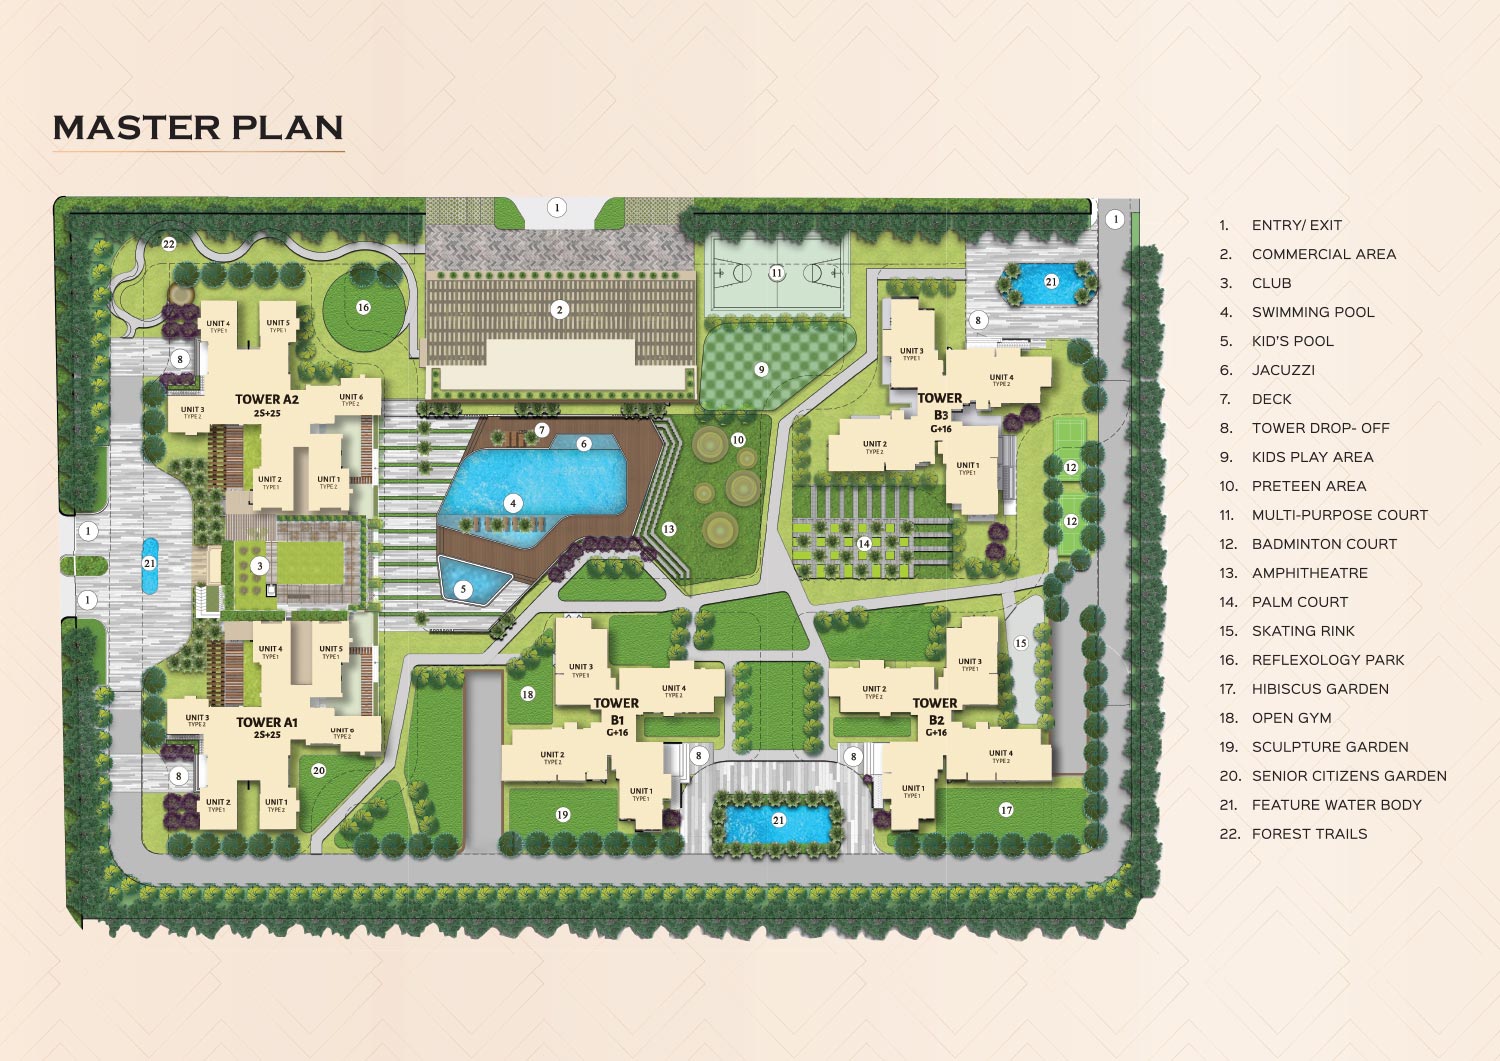 MASTER PLAN
1
1
22
11
21
16
2
8
UNIT 4
TYPE 1
UNIT 5
TYPE 1
8
UNIT 3
TYPE 1
9
UNIT 4
TYPE 2
TOWER A2
2S+25
UNIT 6
TYPE 2
UNIT 3
TYPE 2
TOWER
B3
G+16
7
6
10
UNIT 2
TYPE 2
UNIT 2
TYPE 1
UNIT 1
TYPE 2
UNIT 1
TYPE 1
12
4
13
12
1
14
21
3
5
1
15
UNIT 4
TYPE 1
UNIT 5
TYPE 1
UNIT 3
TYPE 1
UNIT 3
TYPE 1
18
UNIT 4
TYPE 2
UNIT 2
TYPE 2
UNIT 3
TYPE 2
TOWER A1
2S+25
UNIT 6
TYPE 2
TOWER
B1
G+16
TOWER
B2
G+16
8
20
UNIT 2
TYPE 2
8
8
UNIT 4
TYPE 2
UNIT 2
TYPE 1
UNIT 1
TYPE 2
UNIT 1
TYPE 1
UNIT 1
TYPE 1
19
21
17
1. ENTRY/ EXIT
2. COMMERCIAL AREA
3. CLUB
4. SWIMMING POOL
5. KID'S POOL
6. JACUZZI
7. DECK
8. TOWER DROP- OFF
9. KIDS PLAY AREA
10. PRETEEN AREA
11. MULTI-PURPOSE COURT
12. BADMINTON COURT
13. AMPHITHEATRE
14. PALM COURT
15. SKATING RINK
16. REFLEXOLOGY PARK
17. HIBISCUS GARDEN
18. OPEN GYM
19. SCULPTURE GARDEN
20. SENIOR CITIZENS GARDEN
21. FEATURE WATER BODY
22. FOREST TRAILS